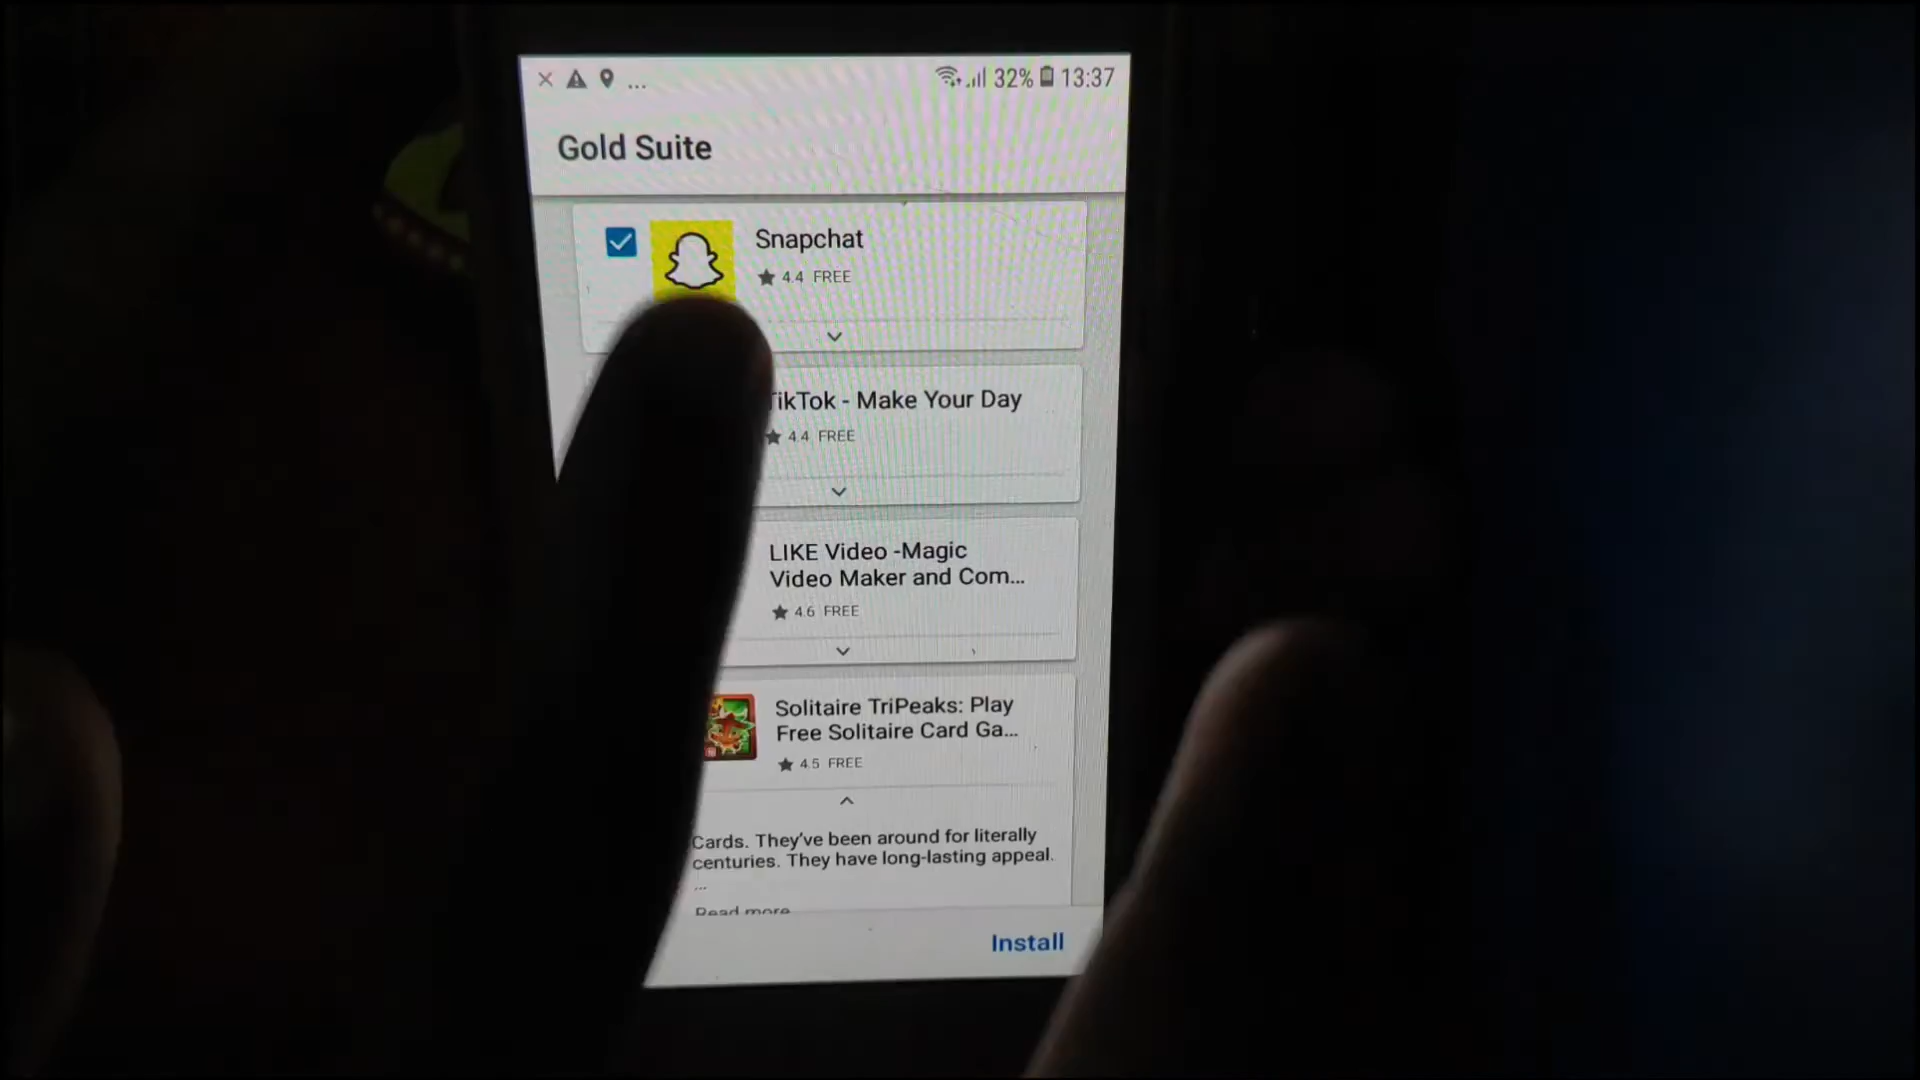 ... 32% 13:37
Gold Suite
Snapchat
4.4 FREE
TikTok - Make Your Day
4.4 FREE
LIKE Video -Magic
Video Maker and Com...
4.6 FREE
Solitaire TriPeaks: Play
Free Solitaire Card Ga...
4.5 FREE
Cards. They've been around for literally
centuries. They have long-lasting appeal.
...
Read more
Install